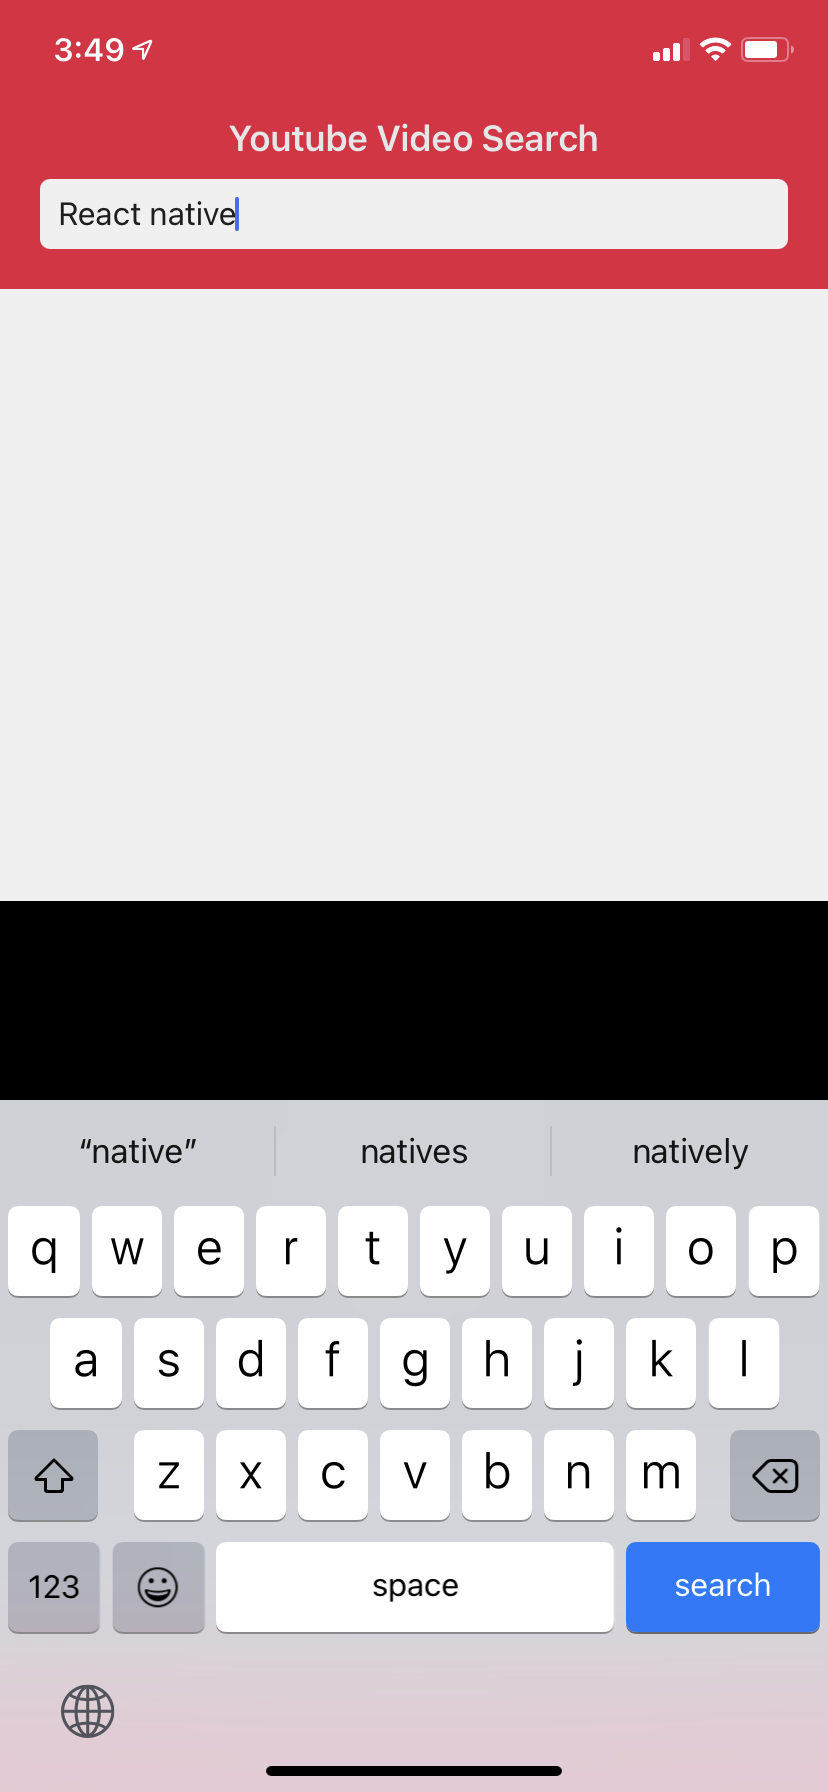 3:49
Youtube Video Search
React native
“native” natives natively
q w e r t y u i o p
a s d f g h j k l
z x c v b n m
123 space search